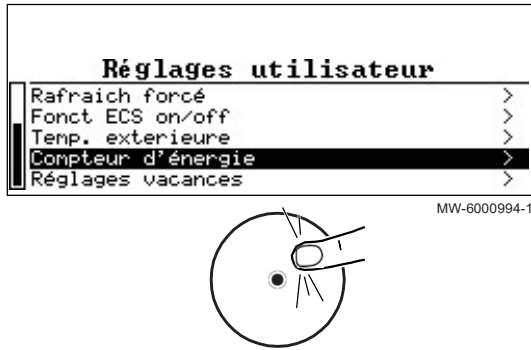 Réglages utilisateur
Rafraich forcé >
Fonct ECS on/off >
Temp. exterieure >
Compteur d'énergie >
Réglages vacances >
MW-6000994-1